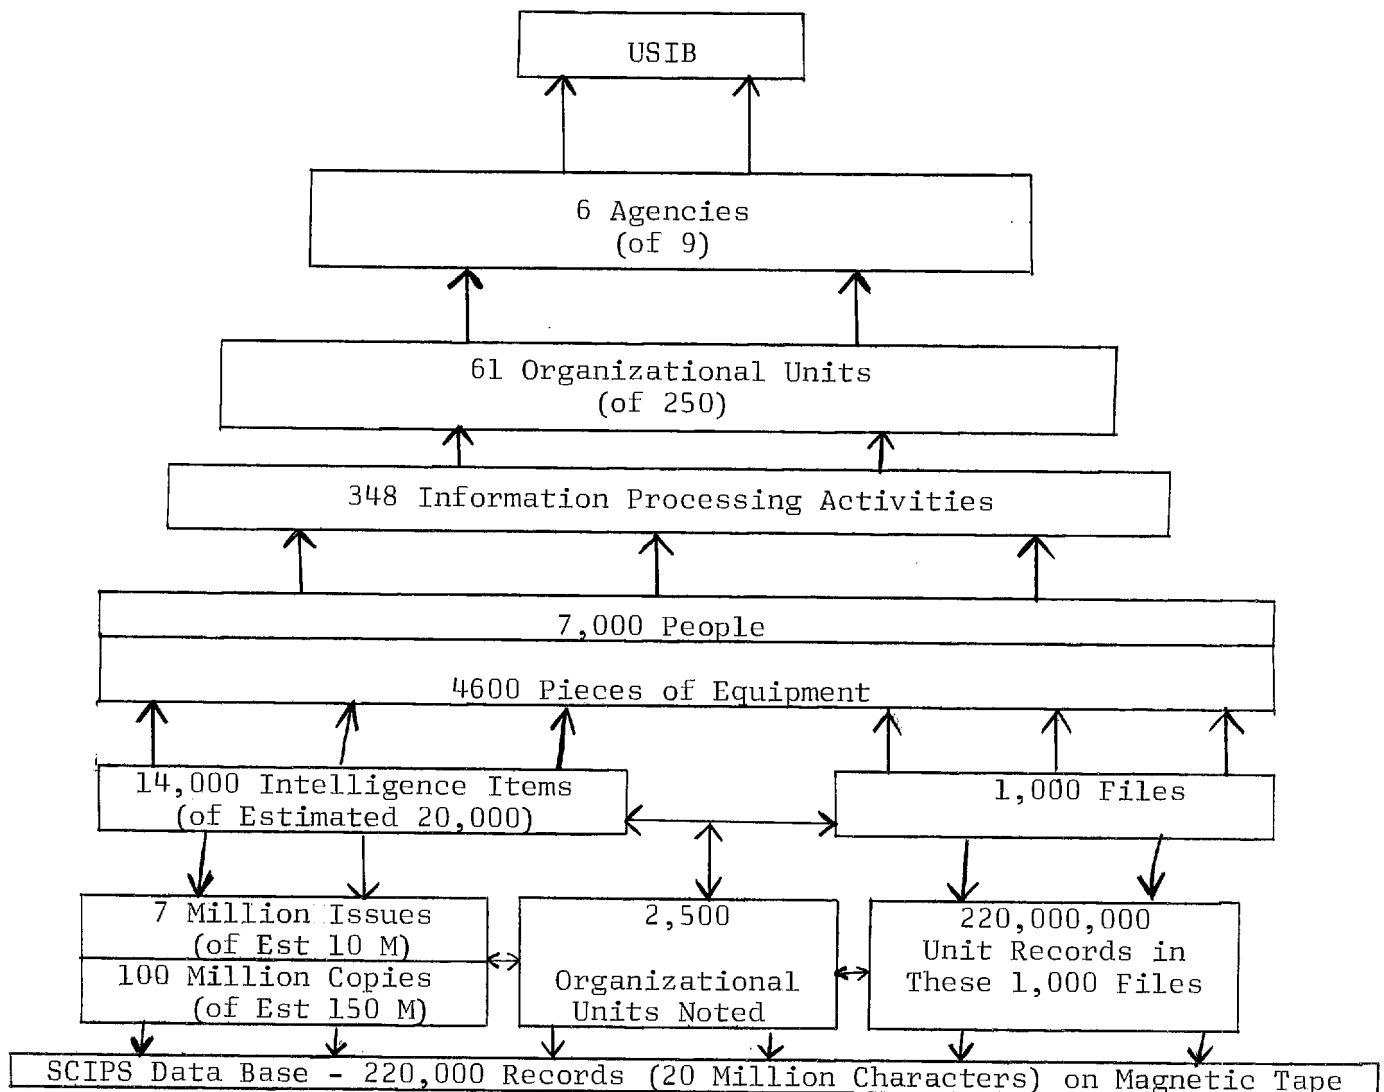 USIB
6 Agencies
(of 9)
61 Organizational Units
(of 250)
348 Information Processing Activities
7,000 People
4600 Pieces of Equipment
14,000 Intelligence Items
(of Estimated 20,000)
1,000 Files
7 Million Issues
(of Est 10 M)
100 Million Copies
(of Est 150 M)
2,500
Organizational
Units Noted
220,000,000
Unit Records in
These 1,000 Files
SCIPS Data Base - 220,000 Records (20 Million Characters) on Magnetic Tape